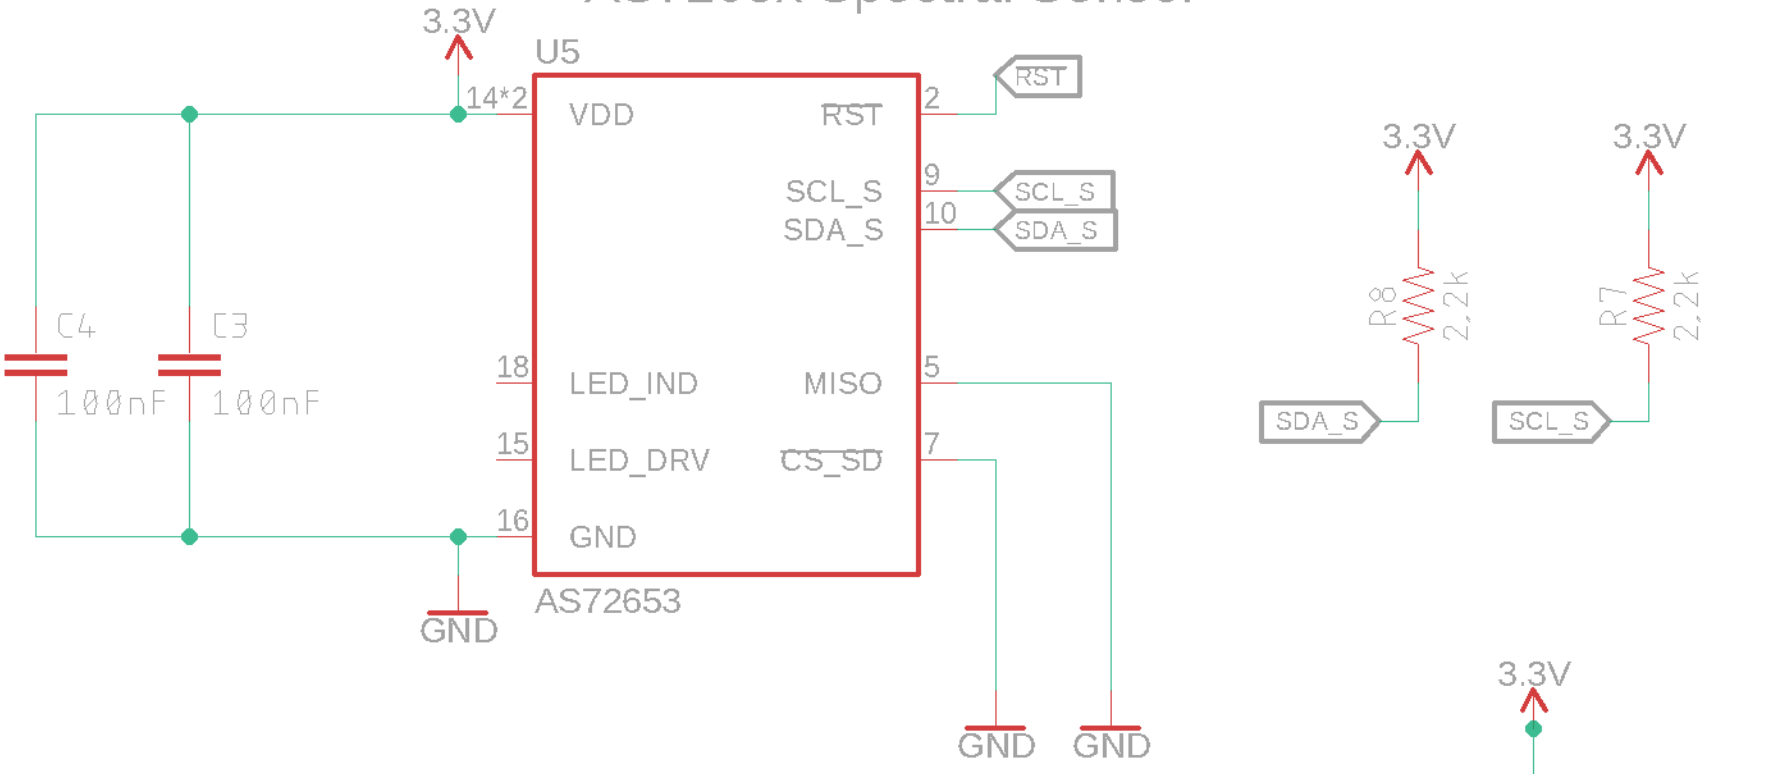 3.3V
U5
14*2
VDD
RST
2
RST
SCL_S
9
SCL_S
SDA_S
10
SDA_S
3.3V
3.3V
C4
100nF
C3
100nF
R8
2,2k
R7
2,2k
18
LED_IND
MISO
5
15
LED_DRV
CS_SD
7
SDA_S
SCL_S
16
GND
AS72653
GND
3.3V
GND
GND